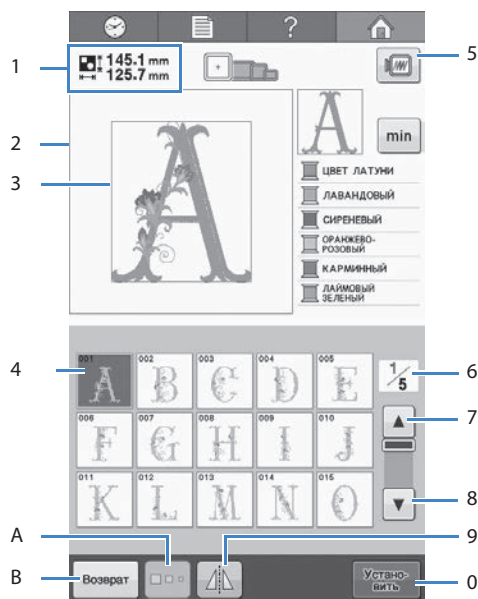 ?
1
145.1 mm
125.7 mm
5
2
3
A
A
min
ЦВЕТ ЛАТУНИ
ЛАВАНДОВЫЙ
СИРЕНЕВЫЙ
ОРАНЖЕВО-
РОЗОВЫЙ
КАРМИННЫЙ
ЛАЙМОВЫЙ
ЗЕЛЕНЫЙ
4
001 002 003 004 005
A B C D E
1/5
6
7
006 007 008 009 010
F G H I J
011 012 013 014 015
K L M N O
8
A
9
B
Возврат
Устано-
вить
0